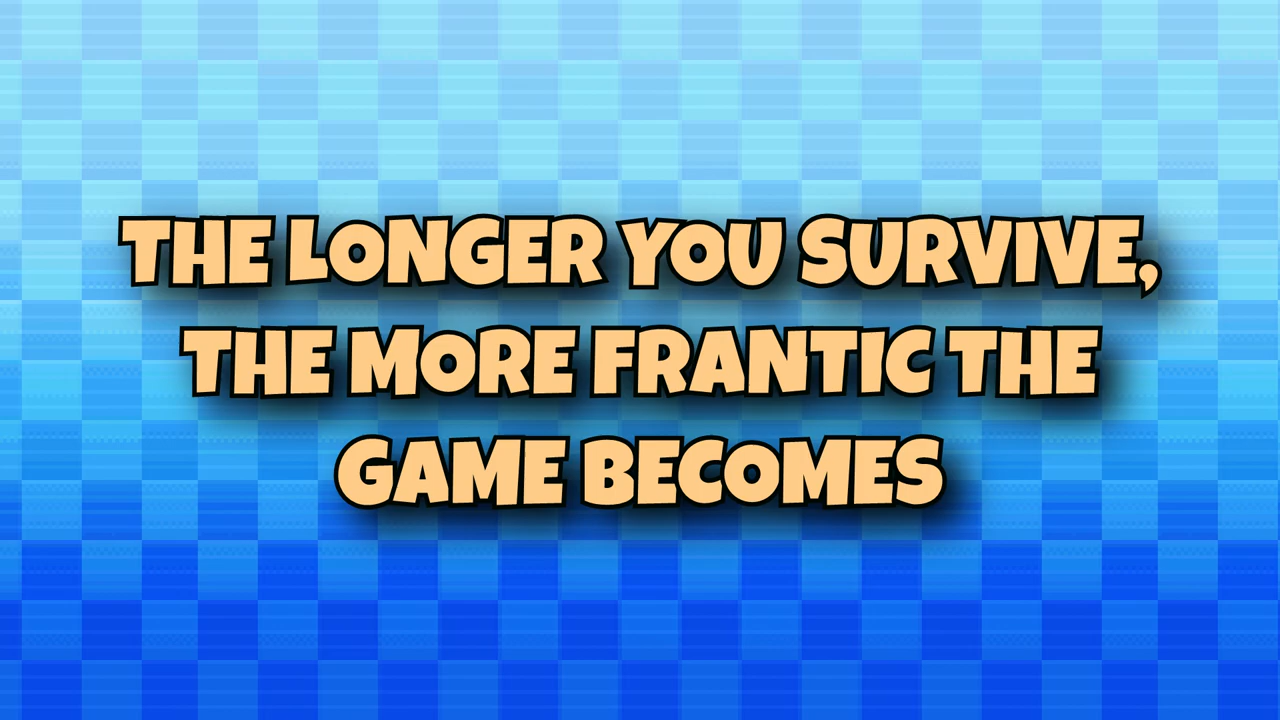 THE LONGER YOU SURVIVE,
THE MORE FRANTIC THE
GAME BECOMES